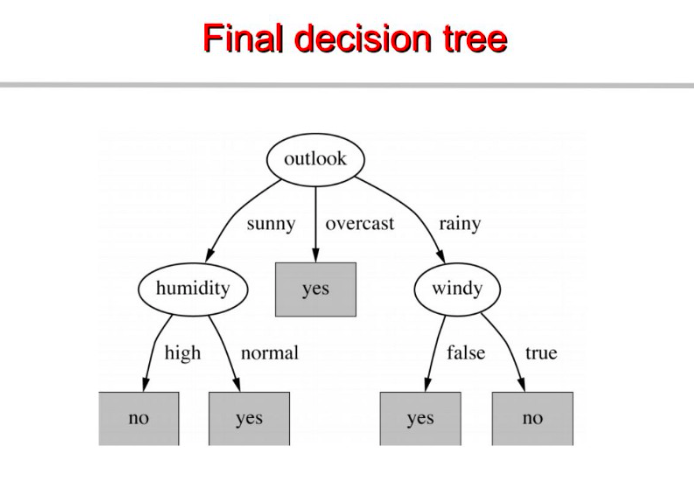 Final decision tree
outlook
sunny overcast rainy
humidity yes windy
high normal false true
no yes yes no